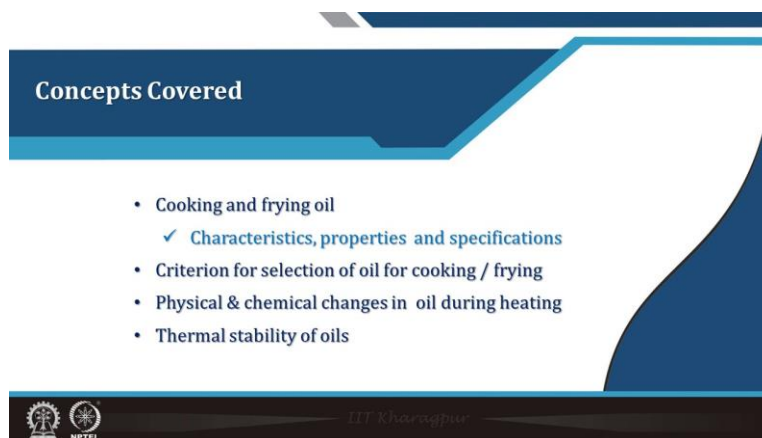 Concepts Covered
• Cooking and frying oil
✓ Characteristics, properties and specifications
• Criterion for selection of oil for cooking / frying
• Physical & chemical changes in oil during heating
• Thermal stability of oils
IIT Kharagpur
NPTEL